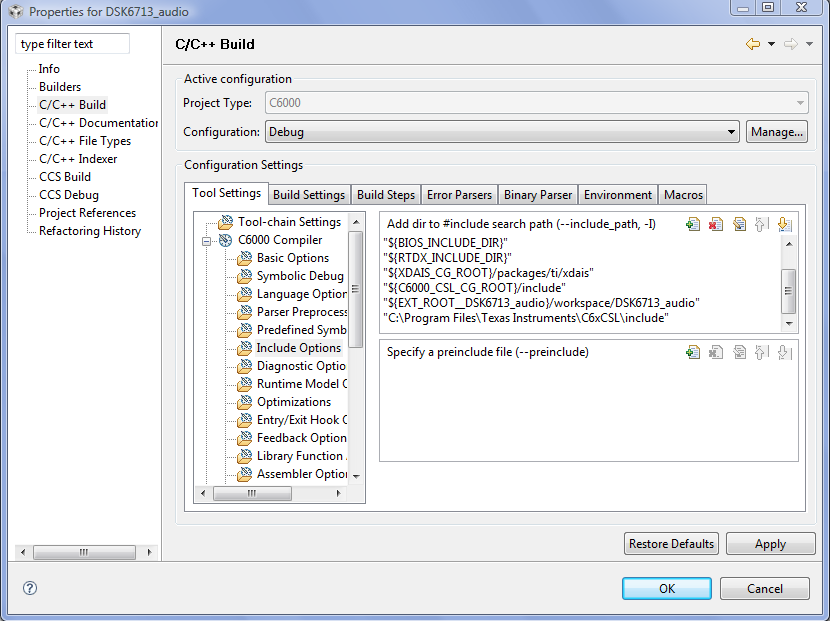 Properties for DSK6713_audio
type filter text
Info
Builders
C/C++ Build
C/C++ Documentation
C/C++ File Types
C/C++ Indexer
CCS Build
CCS Debug
Project References
Refactoring History
C/C++ Build
Active configuration
Project Type: C6000
Configuration: Debug Manage...
Configuration Settings
Tool Settings Build Settings Build Steps Error Parsers Binary Parser Environment Macros
Tool-chain Settings
C6000 Compiler
Basic Options
Symbolic Debug
Language Option
Parser Preprocess
Predefined Symb
Include Options
Diagnostic Optio
Runtime Model O
Optimizations
Entry/Exit Hook O
Feedback Option
Library Function
Assembler Option
Add dir to #include search path (--include_path, -I)
"${BIOS_INCLUDE_DIR}"
"${RTDX_INCLUDE_DIR}"
"${XDAIS_CG_ROOT}/packages/ti/xdais"
"${C6000_CSL_CG_ROOT}/include"
"${EXT_ROOT__DSK6713_audio}/workspace/DSK6713_audio"
"C:\Program Files\Texas Instruments\C6xCSL\include"
Specify a preinclude file (--preinclude)
Restore Defaults Apply
OK Cancel